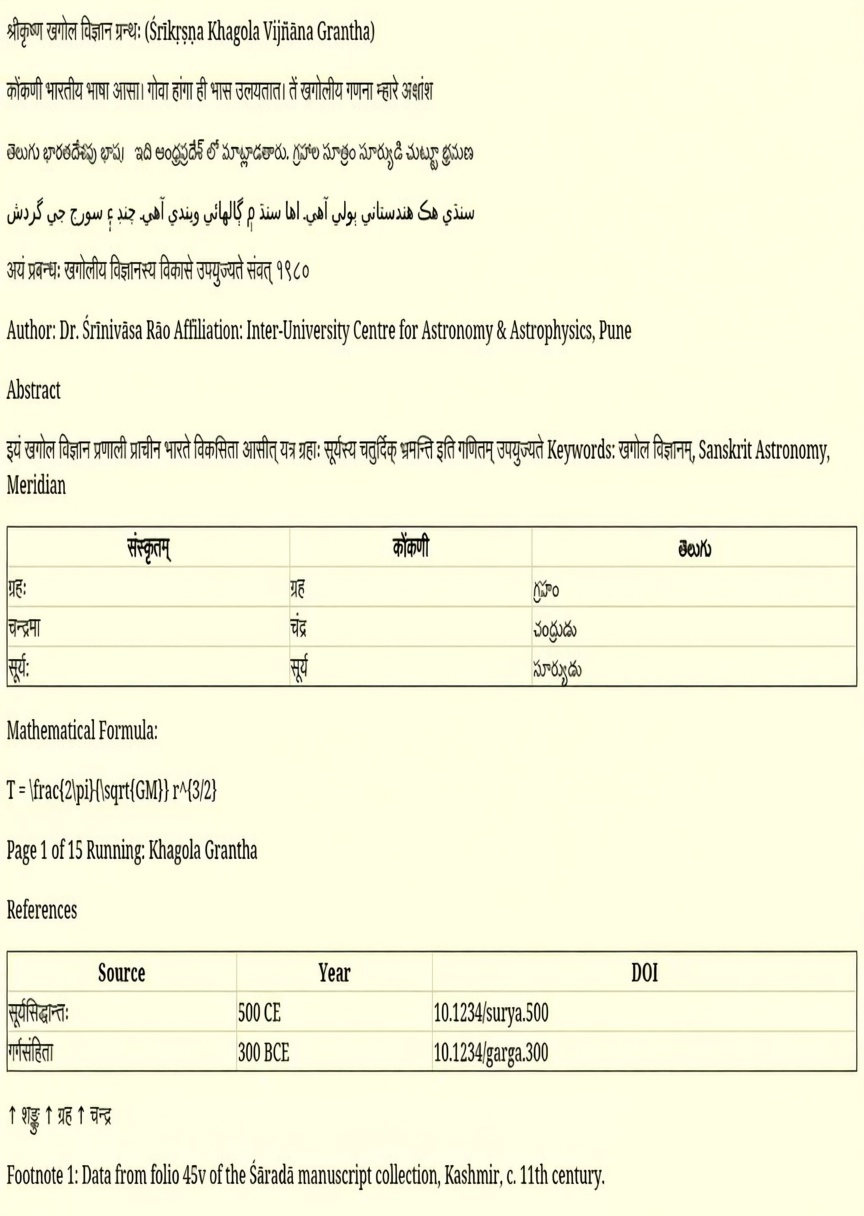 श्रीकृष्ण खगोल विज्ञान ग्रन्थः (Śrīkṛṣṇa Khagola Vijñāna Grantha)
कोंकणी भारतीय भाषा आसा। गोवा हांगा ही भास उलयतात। तें खगोलीय गणना म्हारे अक्षांश
తెలుగు భారతదేశపు భాష। ఇది ఆంధ్రప్రదేశ్ లో మాట్లాడతారు. గ్రహాల సూత్రం సూర్యుడి చుట్టూ భ్రమణ
سنڌي هڪ هندستاني ٻولي آهي. اها سنڌ ۾ ڳالهائي ويندي آهي. چنڊ ۽ سورج جي گردش
अयं प्रबन्धः खगोलीय विज्ञानस्य विकासे उपयुज्यते संवत् १९८०
Author: Dr. Śrīnivāsa Rāo Affiliation: Inter-University Centre for Astronomy & Astrophysics, Pune
Abstract
इयं खगोल विज्ञान प्रणाली प्राचीन भारते विकसिता आसीत् यत्र ग्रहाः सूर्यस्य चतुर्दिक् भ्रमन्ति इति गणितम् उपयुज्यते Keywords: खगोल विज्ञानम्, Sanskrit Astronomy,
Meridian
संस्कृतम् कोंकणी తెలుగు
ग्रहः ग्रह గ్రహం
चन्द्रमा चंद्र చంద్రుడు
सूर्यः सूर्य సూర్యుడు
Mathematical Formula:
T = \frac{2\pi}{\sqrt{GM}} r^{3/2}
Page 1 of 15 Running: Khagola Grantha
References
Source Year DOI
सूर्यसिद्धान्तः 500 CE 10.1234/surya.500
गर्गसंहिता 300 BCE 10.1234/garga.300
↑ शङ्कु ↑ ग्रह ↑ चन्द्र
Footnote 1: Data from folio 45v of the Śāradā manuscript collection, Kashmir, c. 11th century.